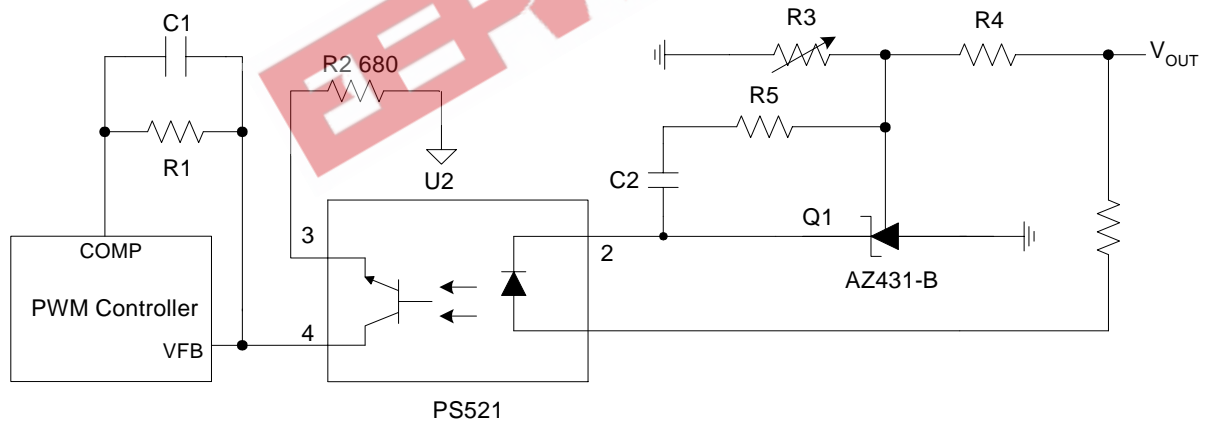 C1
R3
R4
V_OUT
R2 680
R5
R1
U2
C2
Q1
3
2
COMP
AZ431-B
PWM Controller
4
VFB
PS521